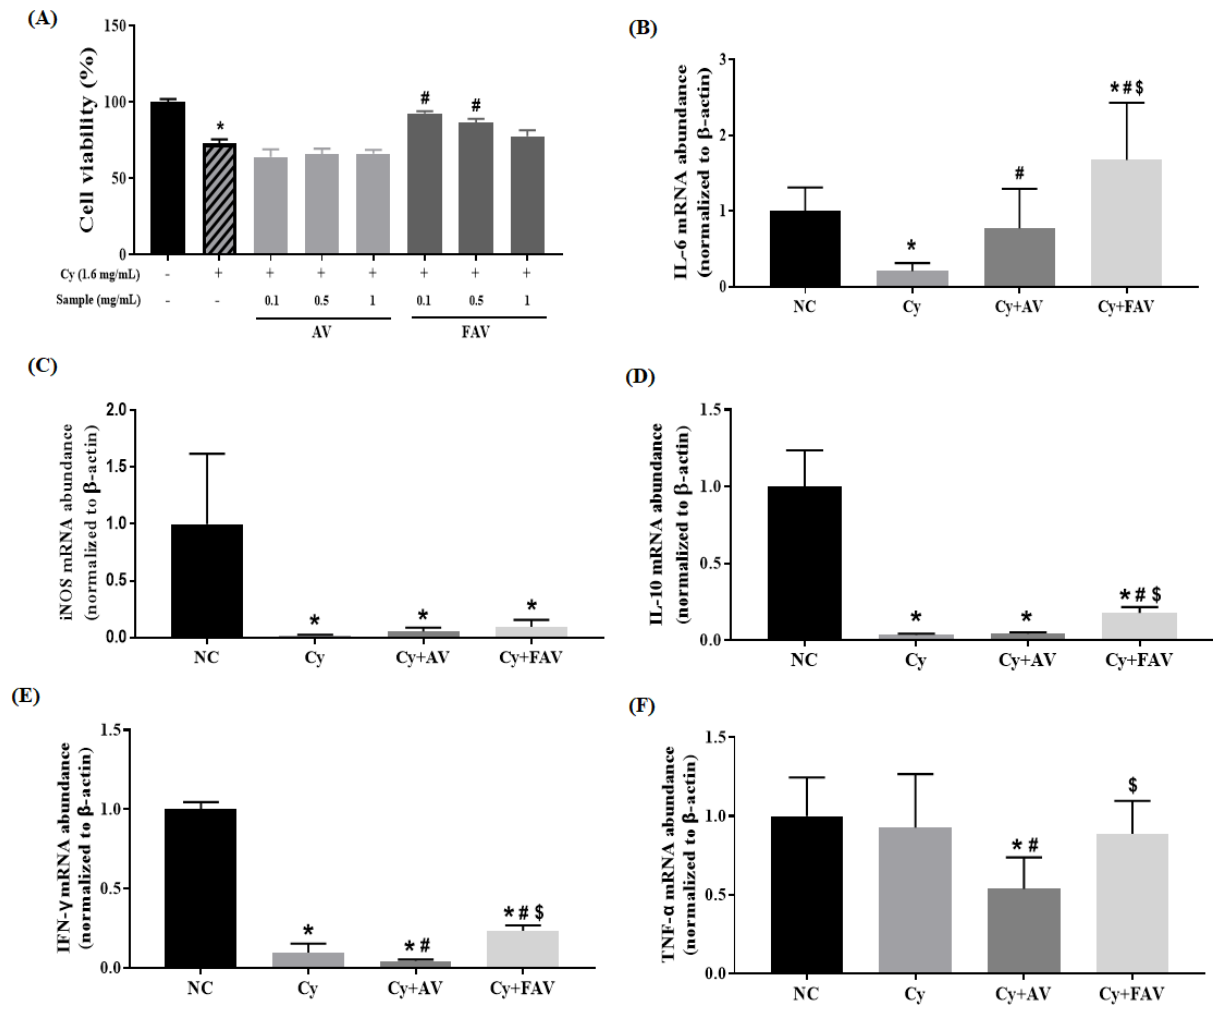 (A)
Cell viability (%)
150
100
50
0
*
#
#
Cy (1.6 mg/mL) - + + + + + + +
Sample (mg/mL) - - 0.1 0.5 1 0.1 0.5 1
AV FAV
(B)
IL-6 mRNA abundance
(normalized to β-actin)
3
2
1
0
*
#
*#$
NC Cy Cy+AV Cy+FAV
(C)
iNOS mRNA abundance
(normalized to β-actin)
2.0
1.5
1.0
0.5
0.0
* * *
NC Cy Cy+AV Cy+FAV
(D)
IL-10 mRNA abundance
(normalized to β-actin)
1.5
1.0
0.5
0.0
* * *#$
NC Cy Cy+AV Cy+FAV
(E)
IFN-γ mRNA abundance
(normalized to β-actin)
1.5
1.0
0.5
0.0
* *# *#$
NC Cy Cy+AV Cy+FAV
(F)
TNF-α mRNA abundance
(normalized to β-actin)
1.5
1.0
0.5
0.0
*# $
NC Cy Cy+AV Cy+FAV